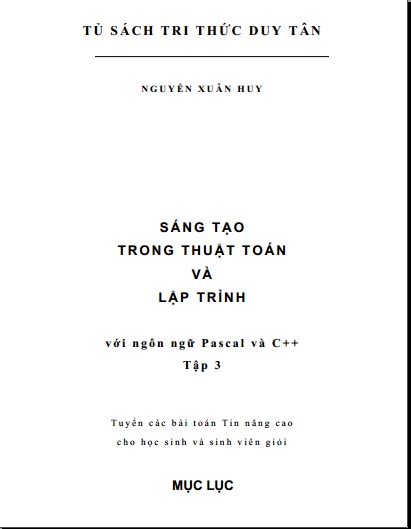 TỦ SÁCH TRI THỨC DUY TÂN
NGUYỄN XUÂN HUY
SÁNG TẠO
TRONG THUẬT TOÁN
VÀ
LẬP TRÌNH
với ngôn ngữ Pascal và C++
Tập 3
Tuyển các bài toán Tin nâng cao
cho học sinh và sinh viên giỏi
MỤC LỤC